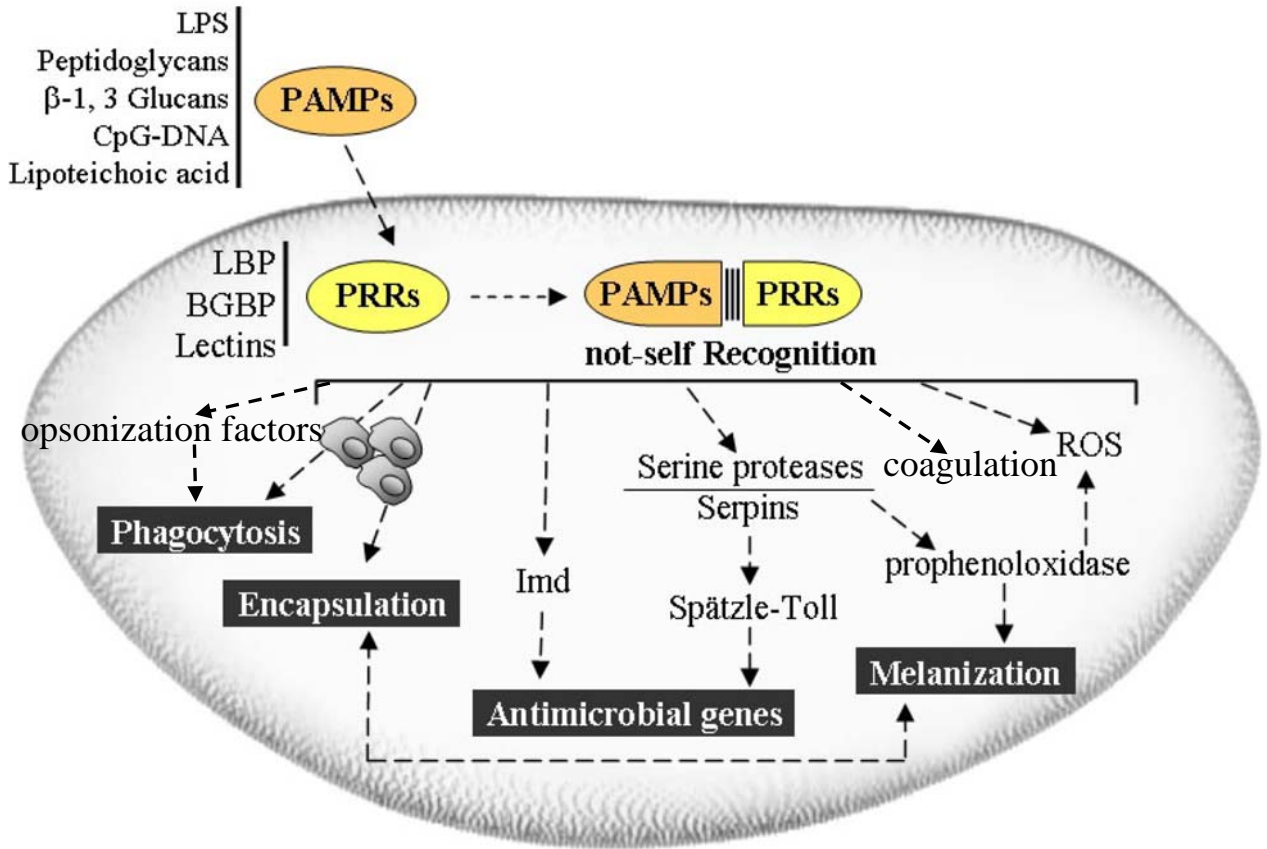 LPS
Peptidoglycans
β-1, 3 Glucans
CpG-DNA
Lipoteichoic acid
PAMPs
LBP
BGBP
Lectins
PRRs
PAMPs
PRRs
not-self Recognition
opsonization factors
Phagocytosis
Encapsulation
Imd
Serine proteases
Serpins
Spätzle-Toll
Antimicrobial genes
coagulation
ROS
prophenoloxidase
Melanization